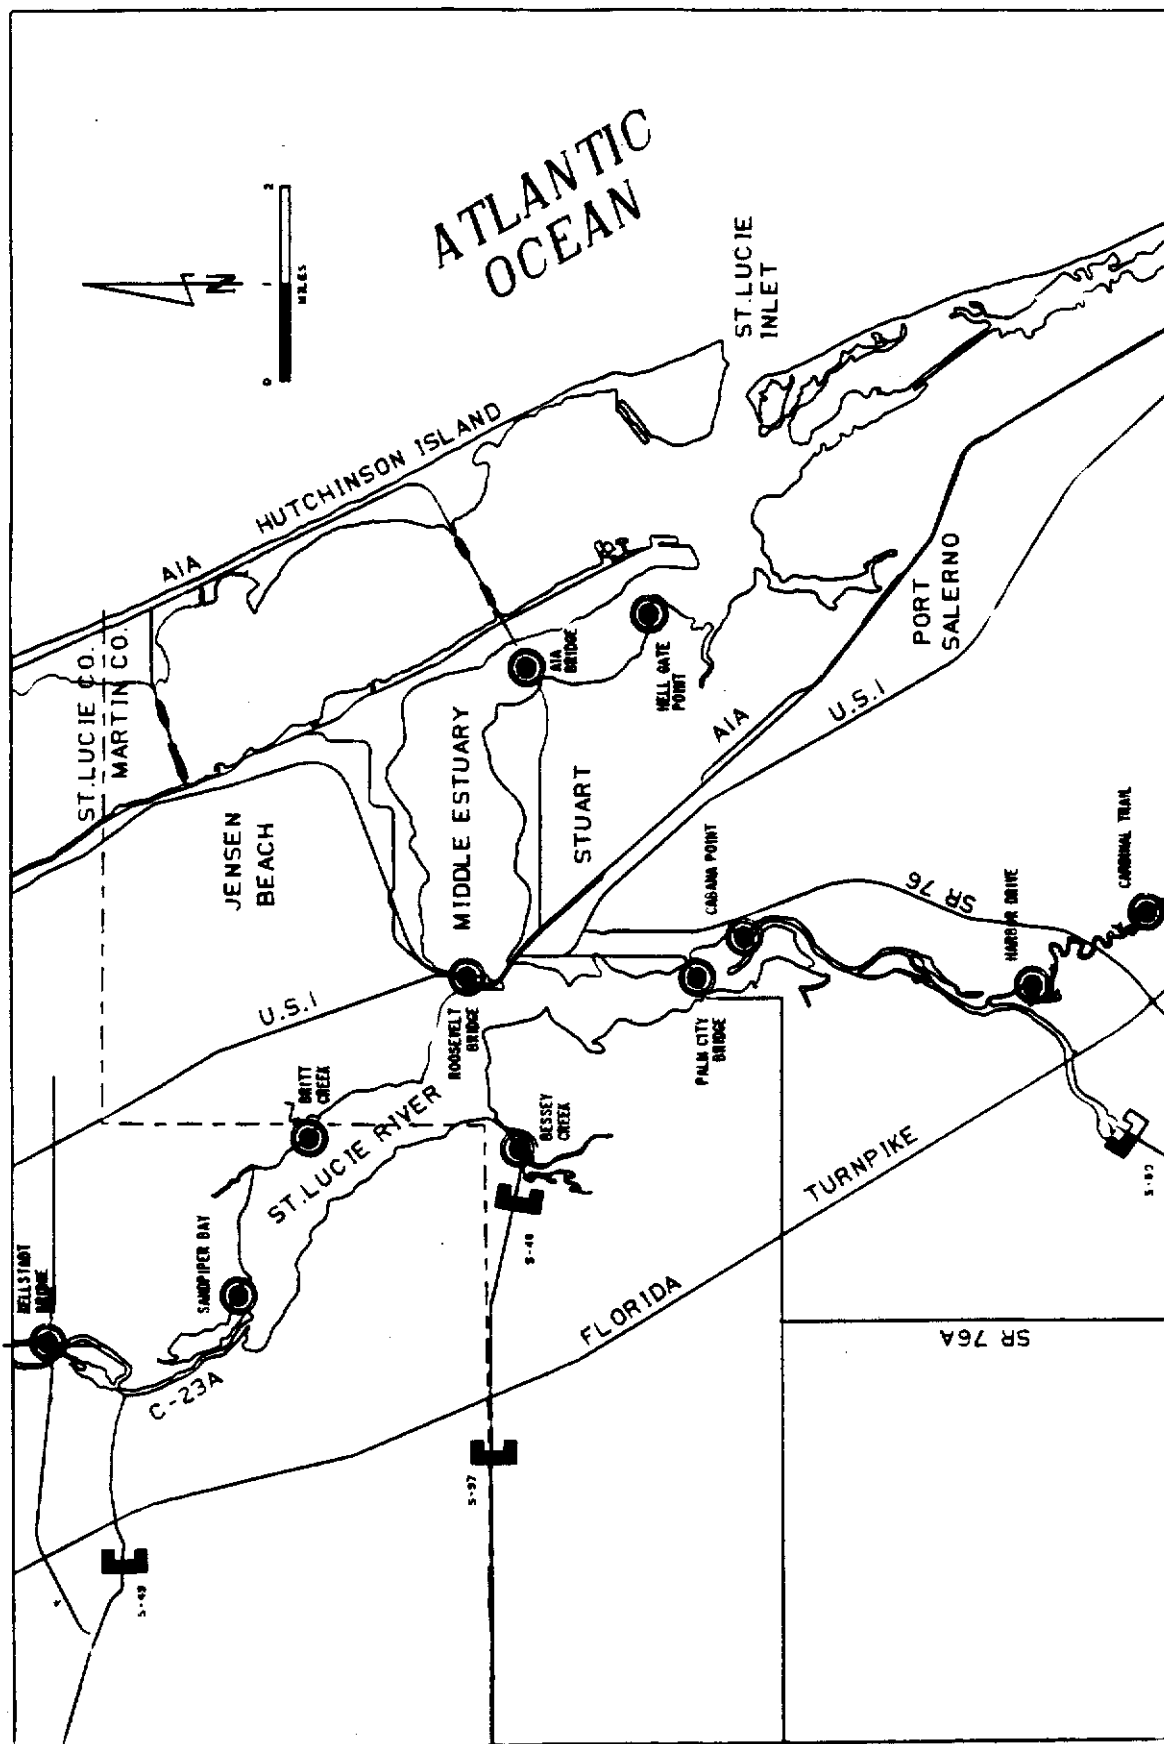 ATLANTIC
OCEAN
0
1
2
MILES
N
ST.LUCIE
INLET
HUTCHINSON ISLAND
A1A
ST.LUCIE CO.
MARTIN CO.
JENSEN
BEACH
MIDDLE ESTUARY
A1A
BRIDGE
HELL GATE
POINT
STUART
A1A
U.S.1
PORT
SALERNO
U.S.1
ROOSEVELT
BRIDGE
CABANA POINT
PALM CITY
BRIDGE
SR 76
HARBOR DRIVE
CARDINAL TRAIL
BRITT
CREEK
ST.LUCIE RIVER
BESSEY
CREEK
SANDPIPER BAY
C-23A
S-48
S-97
S-49
FLORIDA
TURNPIKE
SR 76A